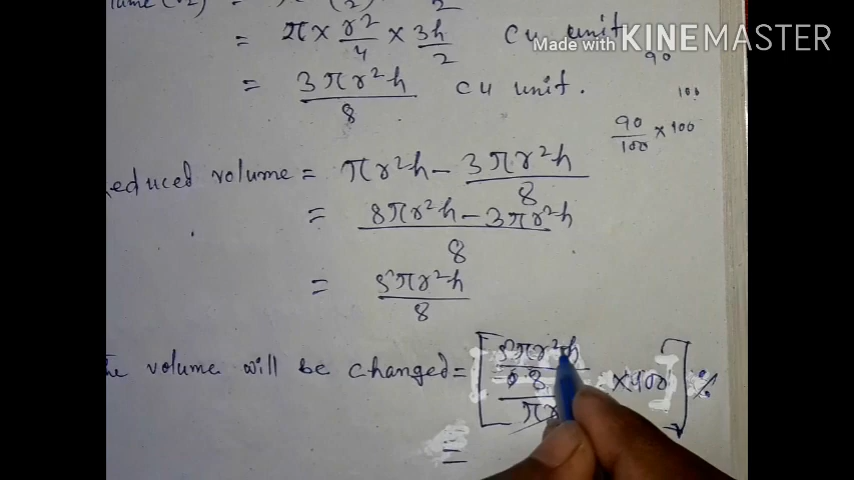 = π × r²/4 × 3h/2 cu unit
Made with KINEMASTER
90
= 3πr²h/8 cu unit.
100
90/100 × 100
educed volume = πr²h − 3πr²h/8
= 8πr²h − 3πr²h/8
= 5πr²h/8
volume will be changed = [5πr²h/8 / πr × 100] %
=